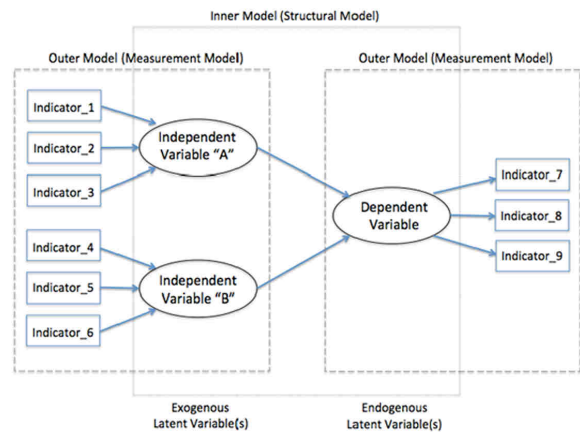 Inner Model (Structural Model)
Outer Model (Measurement Model)
Outer Model (Measurement Model)
Indicator_1
Indicator_2
Indicator_3
Independent
Variable “A”
Indicator_4
Indicator_5
Indicator_6
Independent
Variable “B”
Dependent
Variable
Indicator_7
Indicator_8
Indicator_9
Exogenous
Latent Variable(s)
Endogenous
Latent Variable(s)